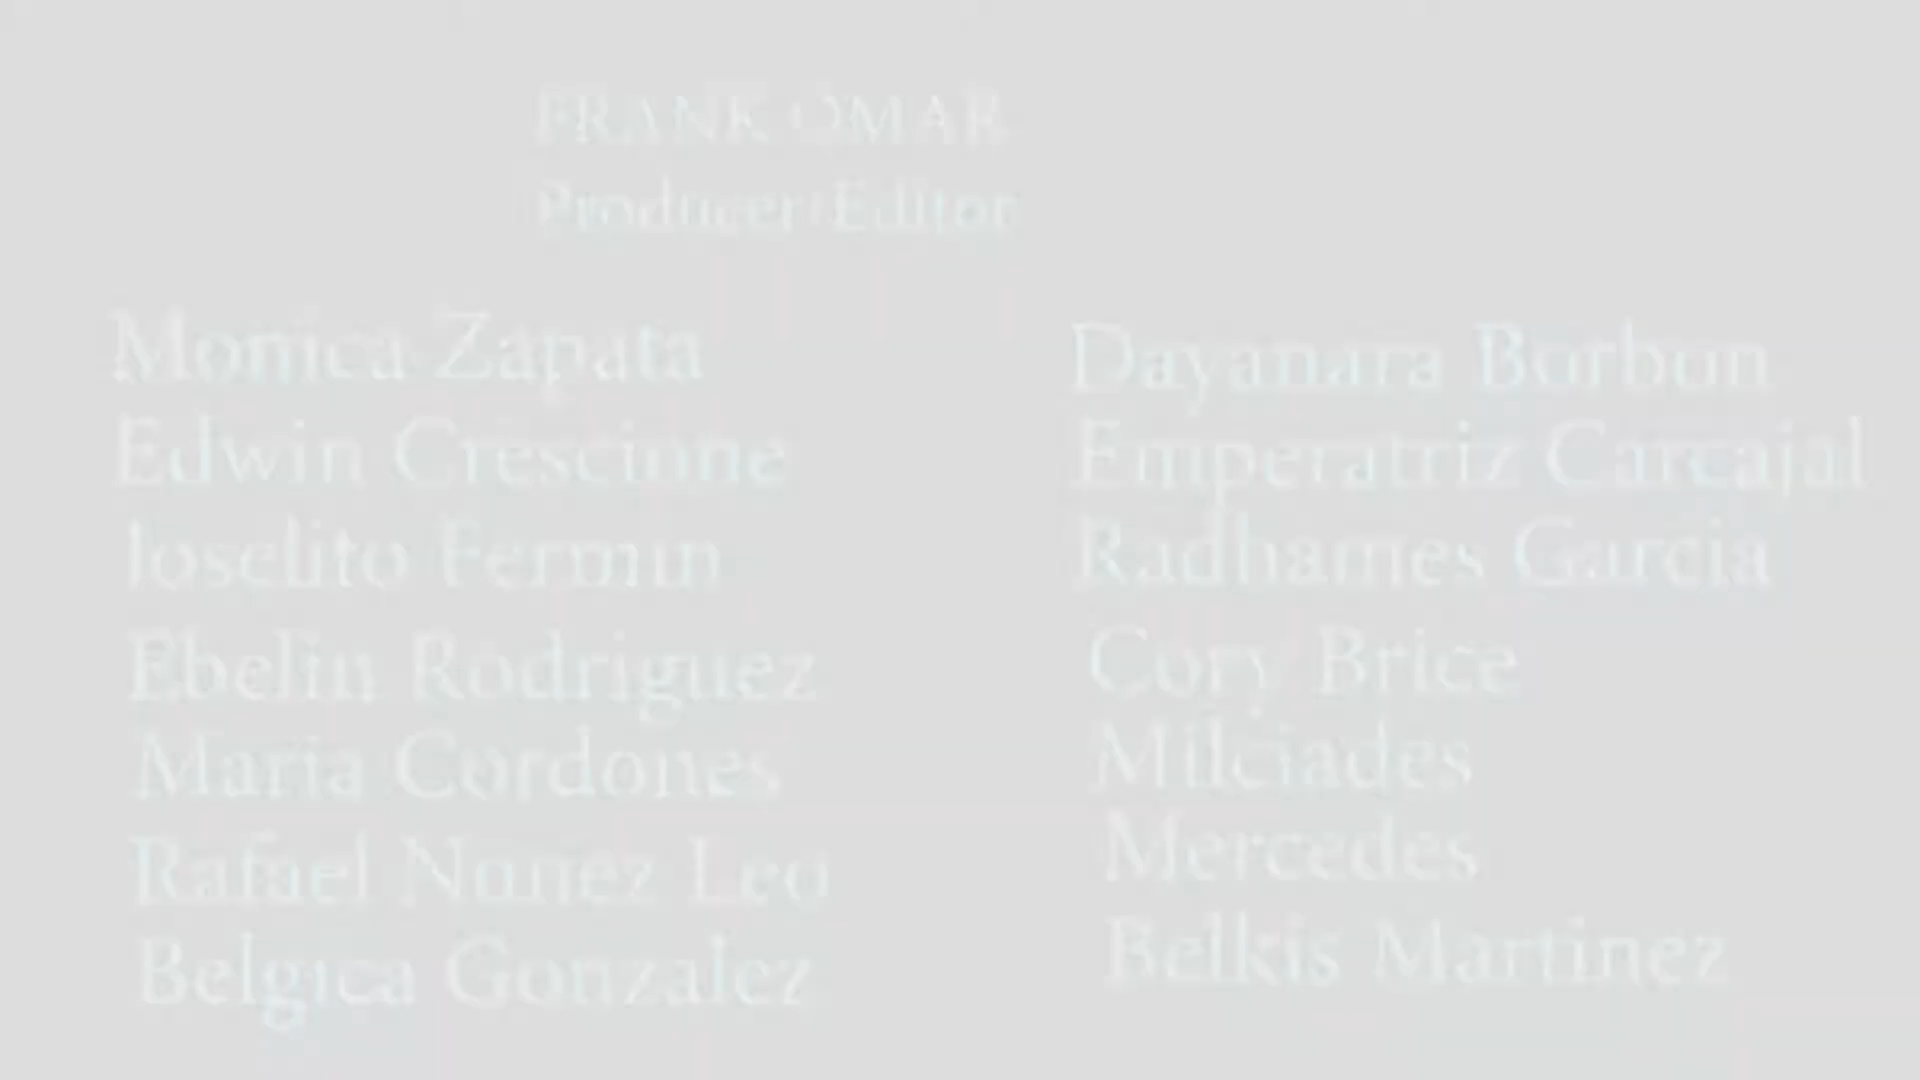 FRANK OMAR
Producer Editor
Monica Zapata
Edwin Crescione
Joselito Fermin
Ebelin Rodriguez
Maria Cordones
Rafael Nunez Leo
Belgica Gonzalez
Dayanara Borbon
Emperatriz Carcajal
Radhames Garcia
Cory Brice
Milciades
Mercedes
Belkis Martinez